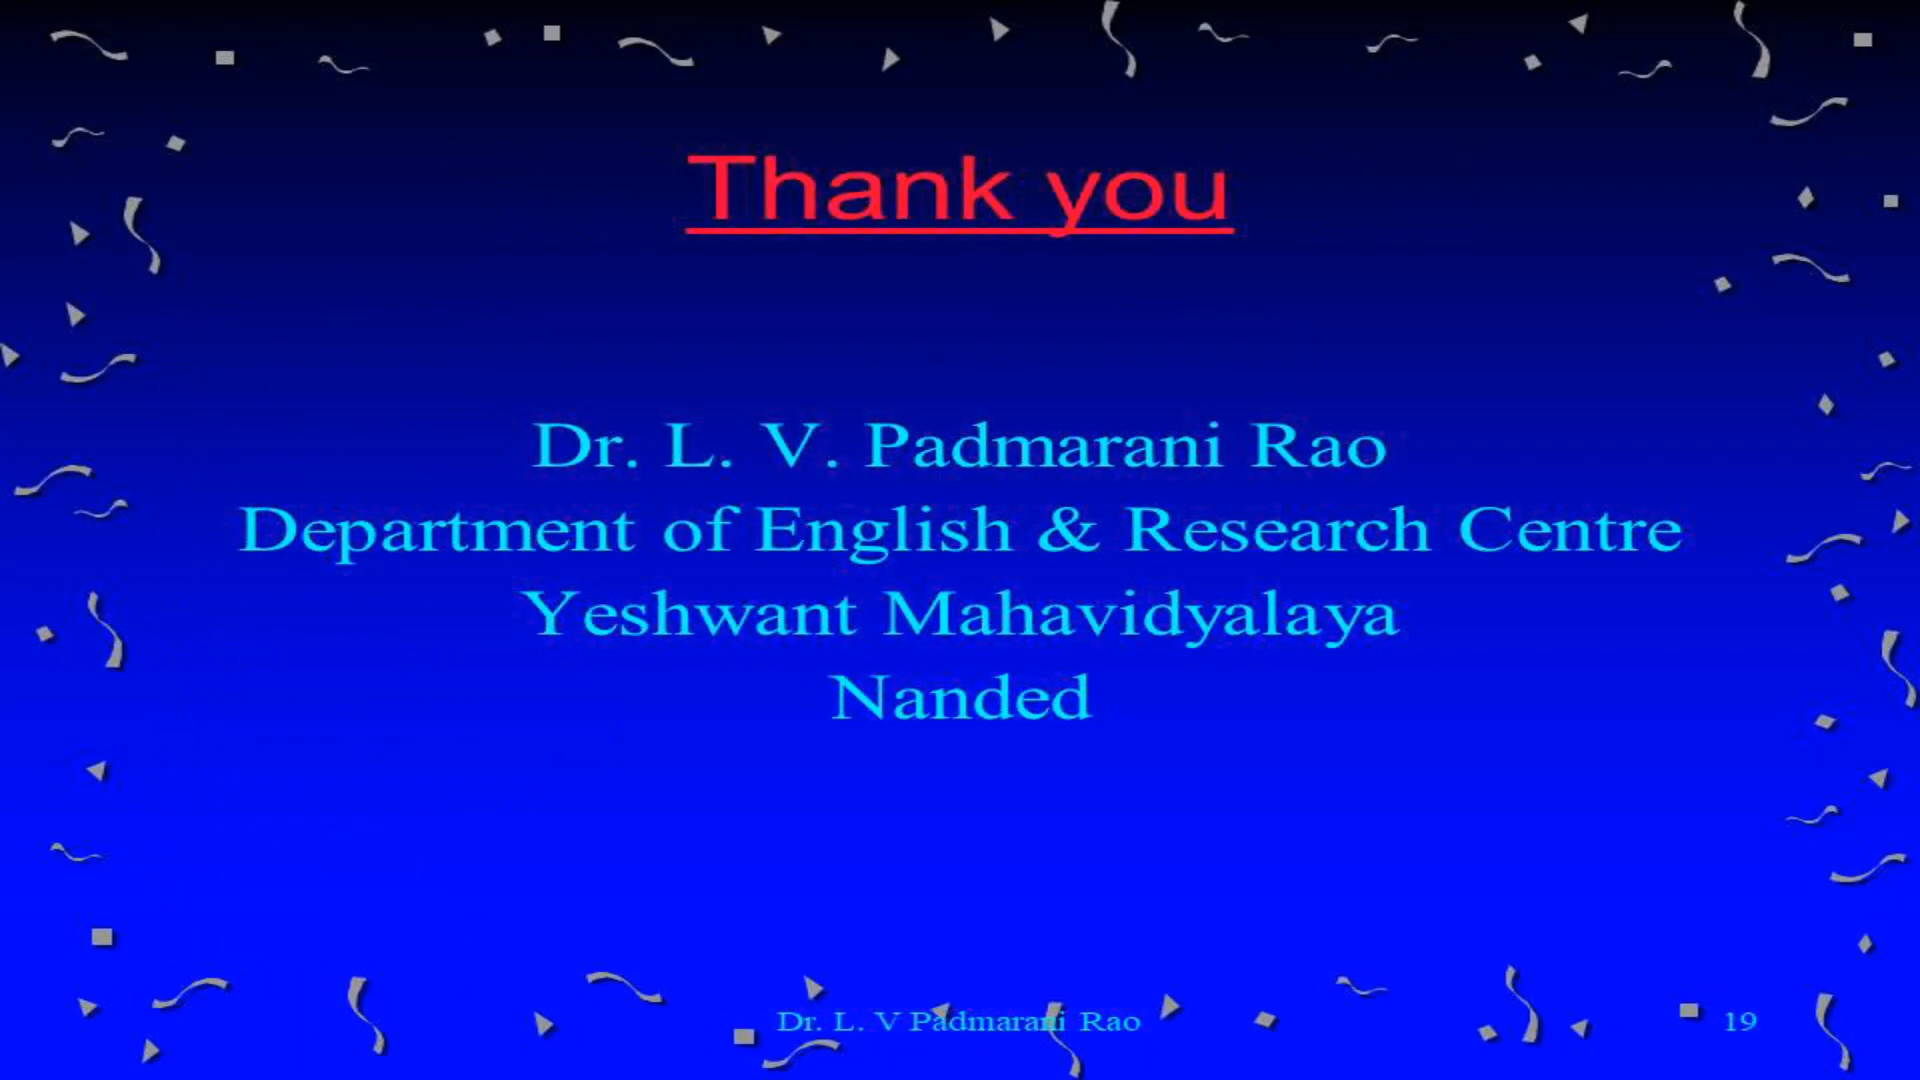 Thank you
Dr. L. V. Padmarani Rao
Department of English & Research Centre
Yeshwant Mahavidyalaya
Nanded
Dr. L. V Padmarani Rao
19